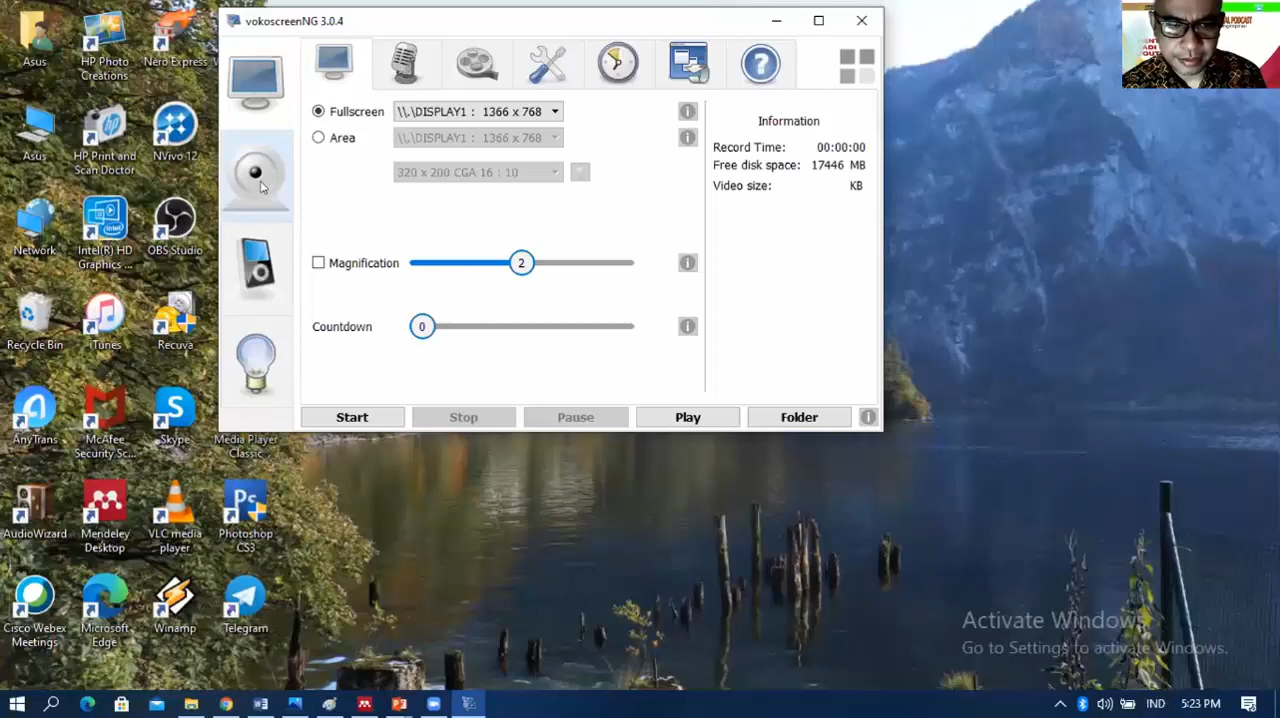 vokoscreenNG 3.0.4
Fullscreen
\\.\DISPLAY1 : 1366 x 768
Area
\\.\DISPLAY1 : 1366 x 768
320 x 200 CGA 16 : 10
Magnification
2
Countdown
0
Information
Record Time: 00:00:00
Free disk space: 17446 MB
Video size: KB
Start
Stop
Pause
Play
Folder
Asus
HP Photo
Creations
Nero Express
Asus
HP Print and
Scan Doctor
NVivo 12
Network
Intel(R) HD
Graphics ...
OBS Studio
Recycle Bin
iTunes
Recuva
AnyTrans
McAfee
Security Sc...
Skype
Media Player
Classic
AudioWizard
Mendeley
Desktop
VLC media
player
Photoshop
CS3
Cisco Webex
Meetings
Microsoft
Edge
Winamp
Telegram
PODCAST
Activate Windows
Go to Settings to activate Windows.
IND
5:23 PM